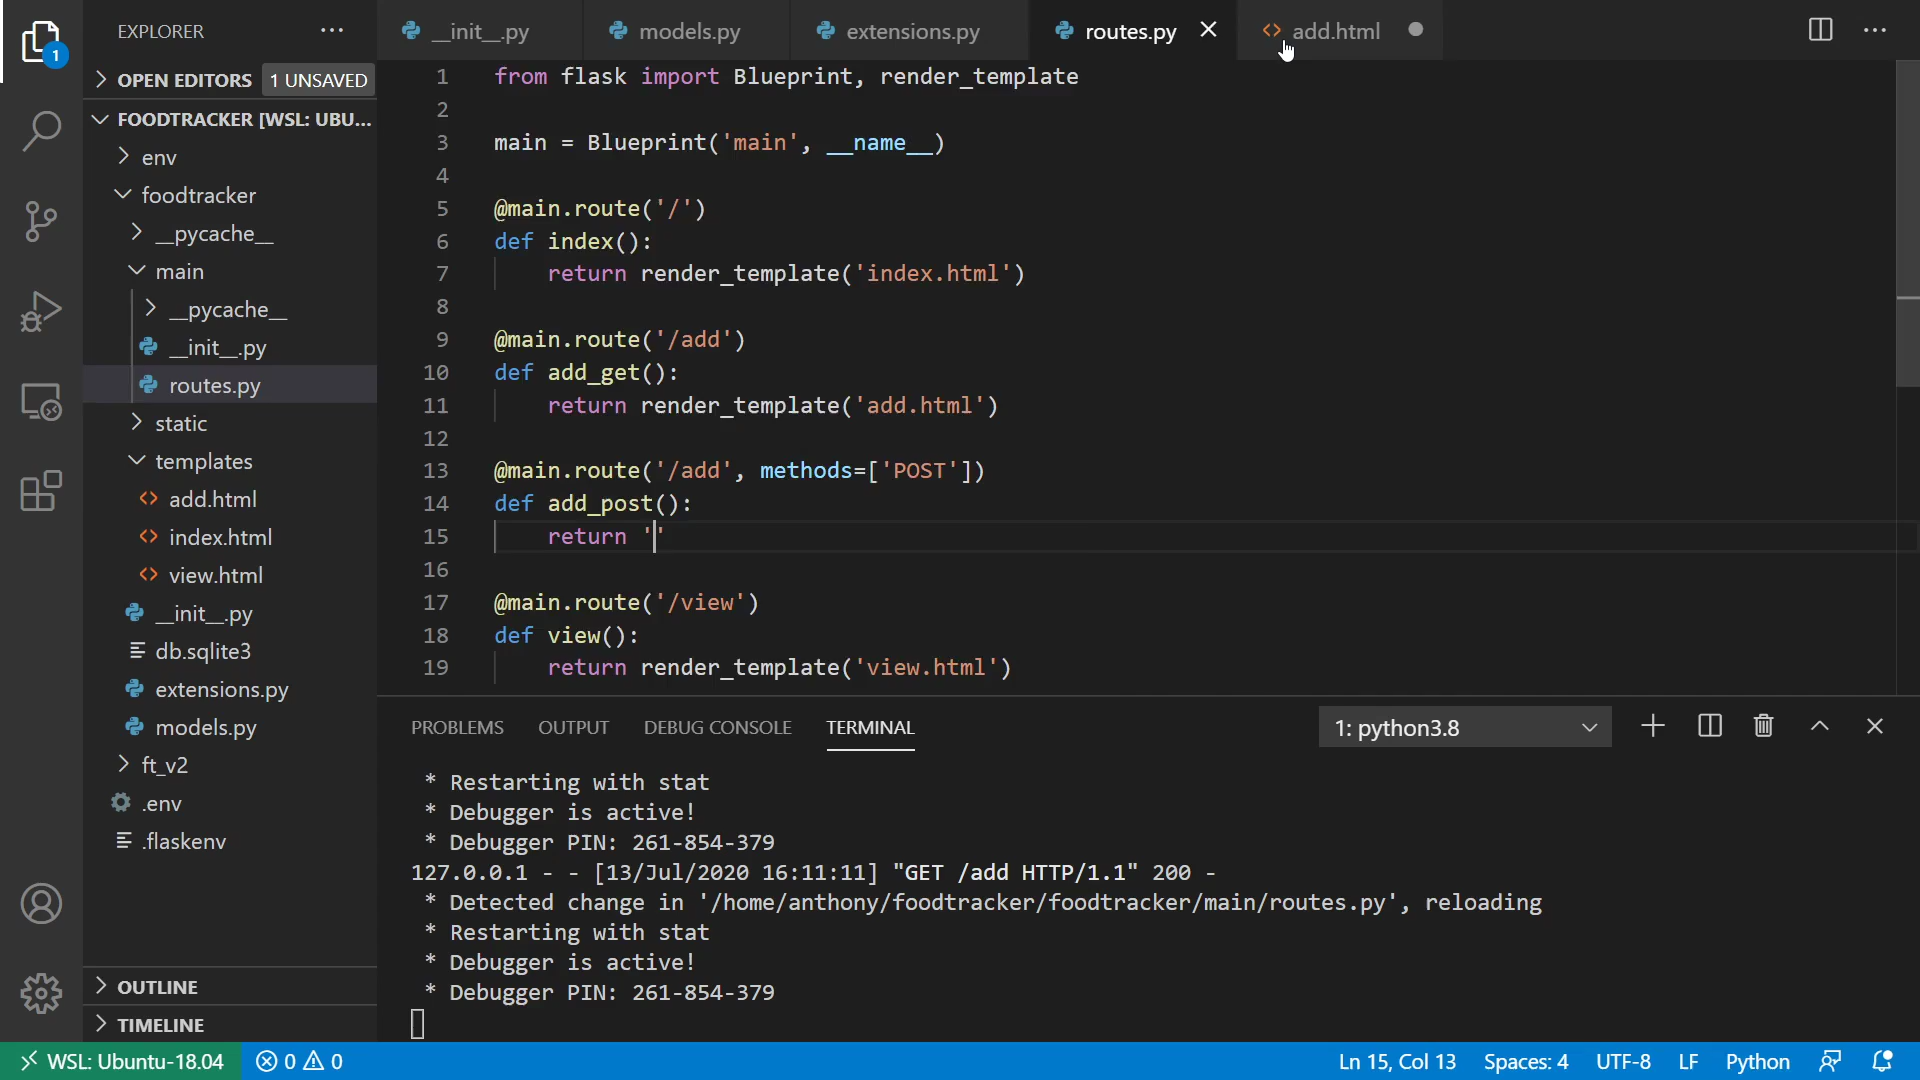 EXPLORER
OPEN EDITORS 1 UNSAVED
FOODTRACKER [WSL: UBU...
env
foodtracker
__pycache__
main
__pycache__
__init__.py
routes.py
static
templates
add.html
index.html
view.html
__init__.py
db.sqlite3
extensions.py
models.py
ft_v2
.env
.flaskenv
OUTLINE
TIMELINE
1
__init__.py models.py extensions.py routes.py add.html
1 from flask import Blueprint, render_template
2
3 main = Blueprint('main', __name__)
4
5 @main.route('/')
6 def index():
7 return render_template('index.html')
8
9 @main.route('/add')
10 def add_get():
11 return render_template('add.html')
12
13 @main.route('/add', methods=['POST'])
14 def add_post():
15 return ''
16
17 @main.route('/view')
18 def view():
19 return render_template('view.html')
PROBLEMS OUTPUT DEBUG CONSOLE TERMINAL 1: python3.8
* Restarting with stat
* Debugger is active!
* Debugger PIN: 261-854-379
127.0.0.1 - - [13/Jul/2020 16:11:11] "GET /add HTTP/1.1" 200 -
* Detected change in '/home/anthony/foodtracker/foodtracker/main/routes.py', reloading
* Restarting with stat
* Debugger is active!
* Debugger PIN: 261-854-379
WSL: Ubuntu-18.04 0 0 Ln 15, Col 13 Spaces: 4 UTF-8 LF Python